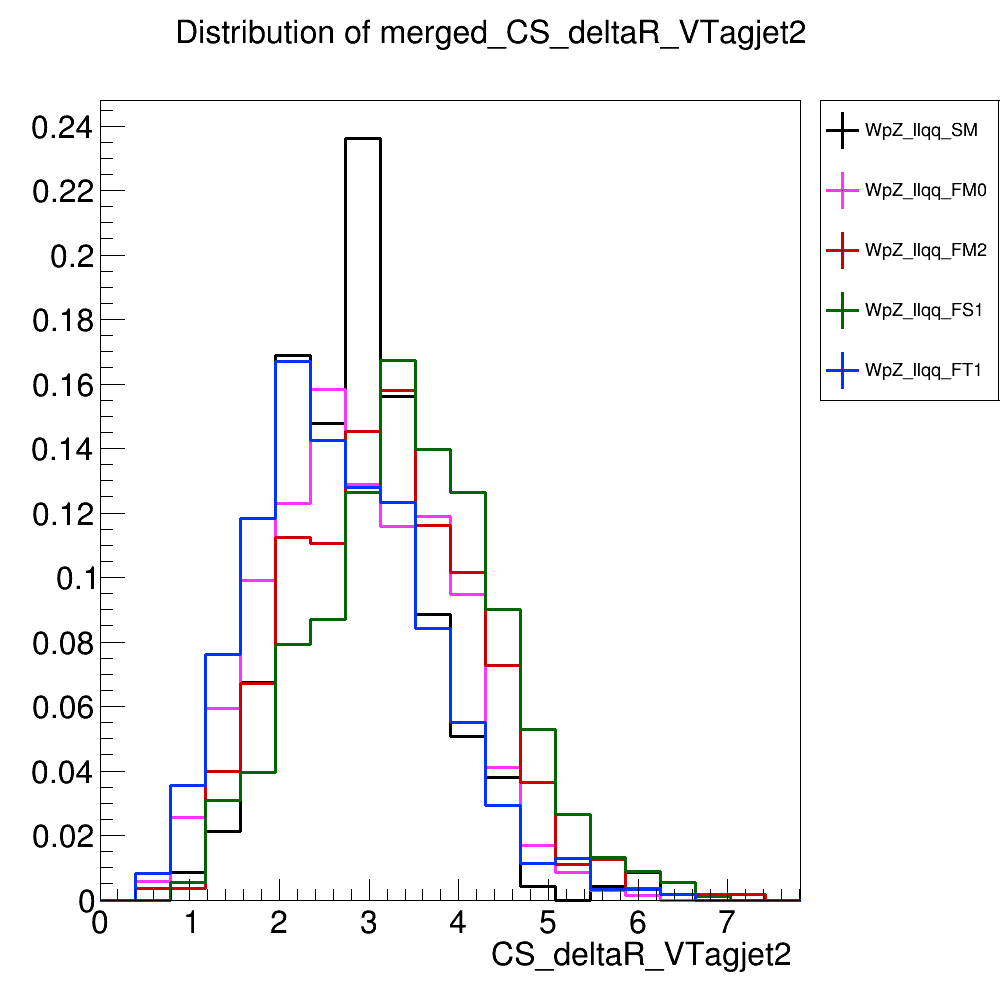 Distribution of merged_CS_deltaR_VTagjet2
0.24
0.22
0.2
0.18
0.16
0.14
0.12
0.1
0.08
0.06
0.04
0.02
0
0 1 2 3 4 5 6 7
CS_deltaR_VTagjet2
WpZ_llqq_SM
WpZ_llqq_FM0
WpZ_llqq_FM2
WpZ_llqq_FS1
WpZ_llqq_FT1